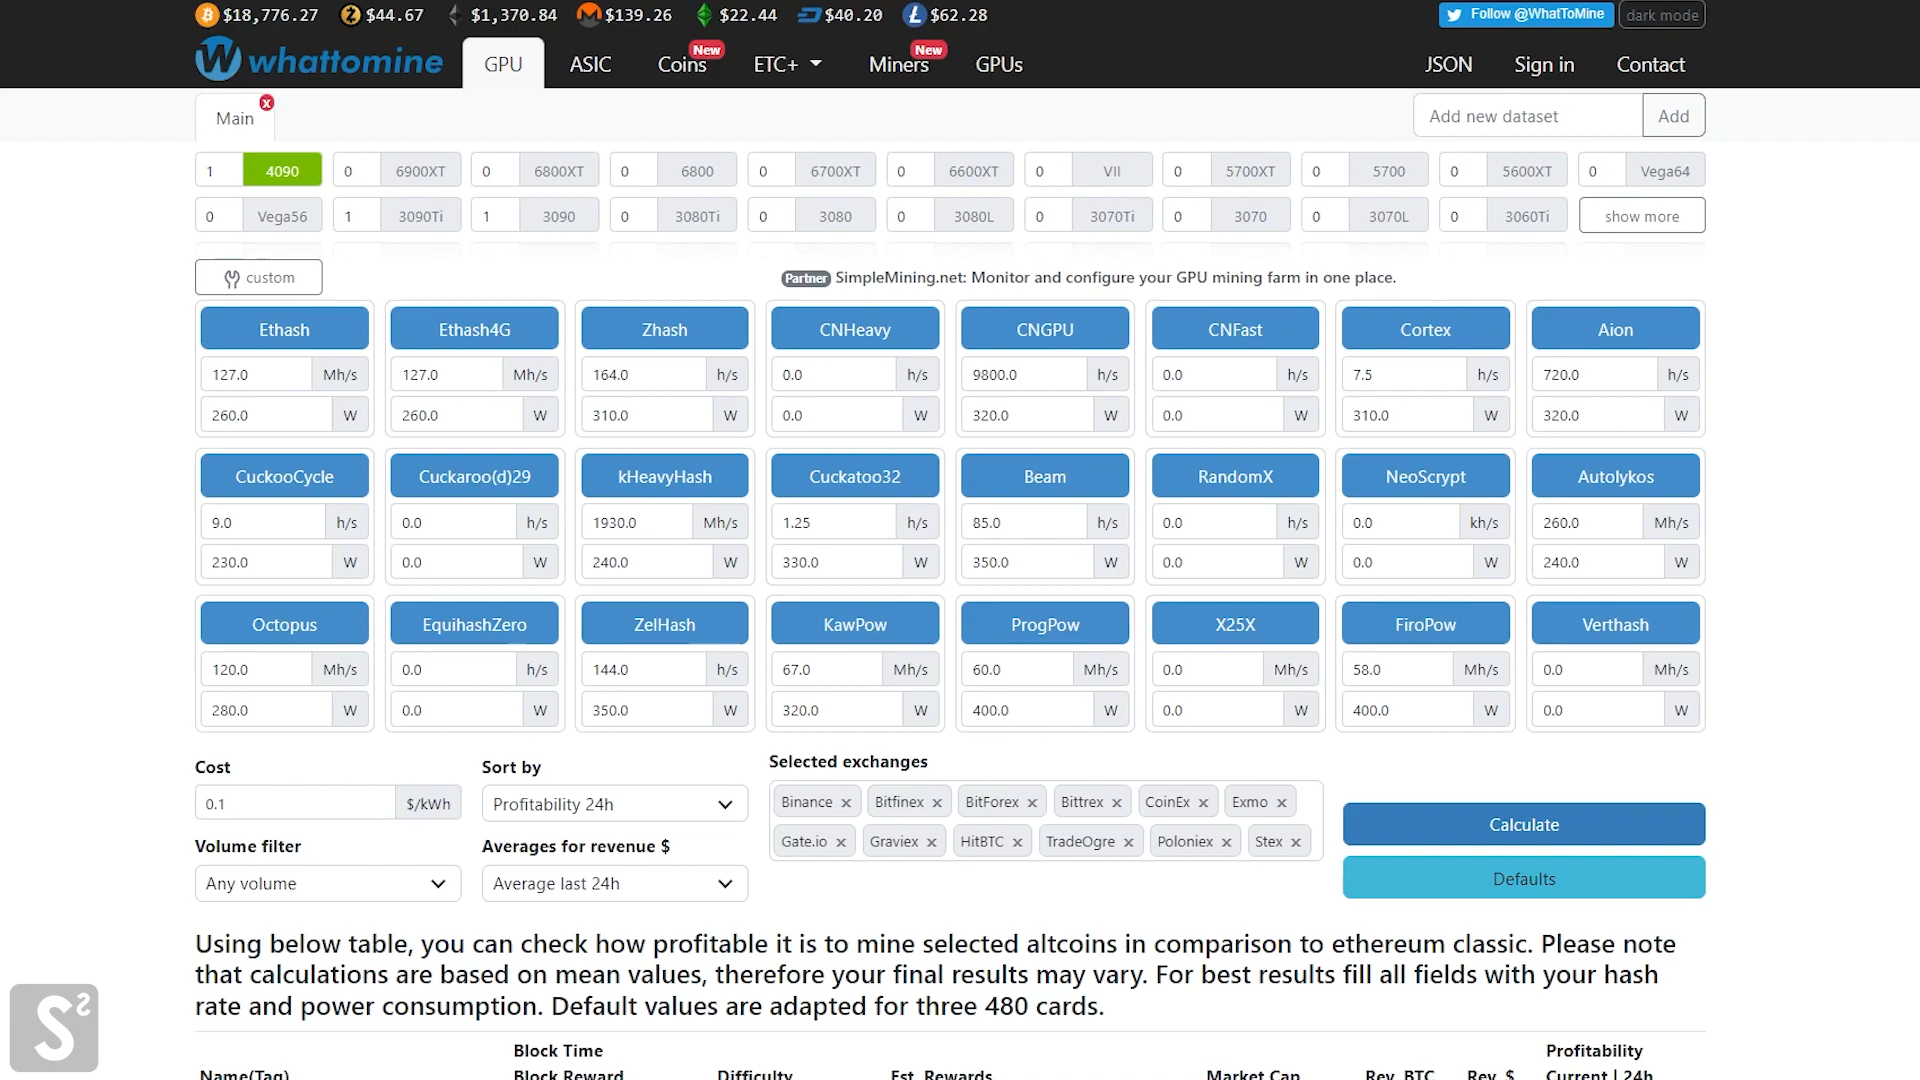 $18,776.27 $44.67 $1,370.84 $139.26 $22.44 $40.20 $62.28 Follow @WhatToMine dark mode
whattomine GPU ASIC Coins New ETC+ Miners New GPUs JSON Sign in Contact
Main x Add new dataset Add
1 4090 0 6900XT 0 6800XT 0 6800 0 6700XT 0 6600XT 0 VII 0 5700XT 0 5700 0 5600XT 0 Vega64
0 Vega56 1 3090Ti 1 3090 0 3080Ti 0 3080 0 3080L 0 3070Ti 0 3070 0 3070L 0 3060Ti show more
custom Partner SimpleMining.net: Monitor and configure your GPU mining farm in one place.
Ethash Ethash4G Zhash CNHeavy CNGPU CNFast Cortex Aion
127.0 Mh/s 127.0 Mh/s 164.0 h/s 0.0 h/s 9800.0 h/s 0.0 h/s 7.5 h/s 720.0 h/s
260.0 W 260.0 W 310.0 W 0.0 W 320.0 W 0.0 W 310.0 W 320.0 W
CuckooCycle Cuckaroo(d)29 kHeavyHash Cuckatoo32 Beam RandomX NeoScrypt Autolykos
9.0 h/s 0.0 h/s 1930.0 Mh/s 1.25 h/s 85.0 h/s 0.0 h/s 0.0 kh/s 260.0 Mh/s
230.0 W 0.0 W 240.0 W 330.0 W 350.0 W 0.0 W 0.0 W 240.0 W
Octopus EquihashZero ZelHash KawPow ProgPow X25X FiroPow Verthash
120.0 Mh/s 0.0 h/s 144.0 h/s 67.0 Mh/s 60.0 Mh/s 0.0 Mh/s 58.0 Mh/s 0.0 Mh/s
280.0 W 0.0 W 350.0 W 320.0 W 400.0 W 0.0 W 400.0 W 0.0 W
Cost Sort by Selected exchanges
0.1 $/kWh Profitability 24h Binance × Bitfinex × BitForex × Bittrex × CoinEx × Exmo × Calculate
Volume filter Averages for revenue $ Gate.io × Graviex × HitBTC × TradeOgre × Poloniex × Stex ×
Any volume Average last 24h Defaults
Using below table, you can check how profitable it is to mine selected altcoins in comparison to ethereum classic. Please note
that calculations are based on mean values, therefore your final results may vary. For best results fill all fields with your hash
rate and power consumption. Default values are adapted for three 480 cards.
Block Time Profitability
Name(Tag) Block Reward Difficulty Est. Rewards Market Cap Rev. BTC Rev. $ Current | 24h
S2